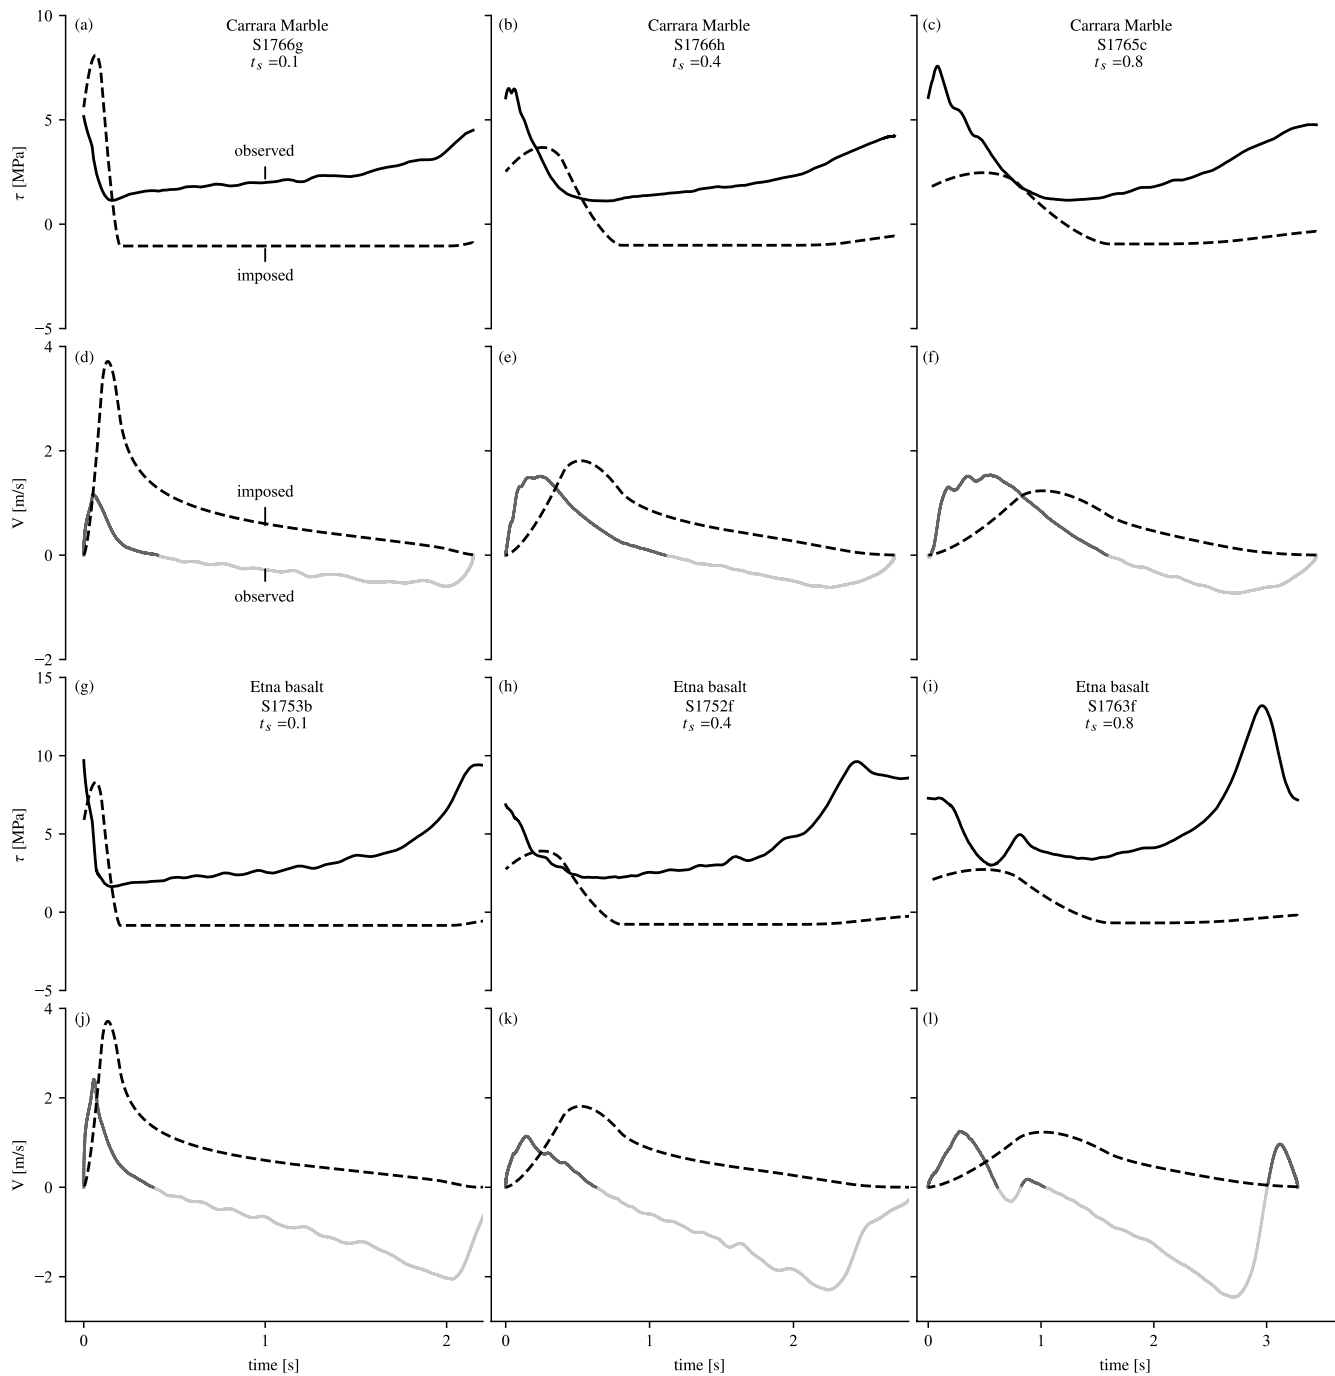 (a)
Carrara Marble
S1766g
t_s =0.1
(b)
Carrara Marble
S1766h
t_s =0.4
(c)
Carrara Marble
S1765c
t_s =0.8
10
5
0
−5
τ [MPa]
observed
imposed
(d)
(e)
(f)
4
2
0
−2
V [m/s]
imposed
observed
(g)
Etna basalt
S1753b
t_s =0.1
(h)
Etna basalt
S1752f
t_s =0.4
(i)
Etna basalt
S1763f
t_s =0.8
15
10
5
0
−5
τ [MPa]
(j)
(k)
(l)
4
2
0
−2
V [m/s]
0 1 2
0 1 2
0 1 2 3
time [s]
time [s]
time [s]